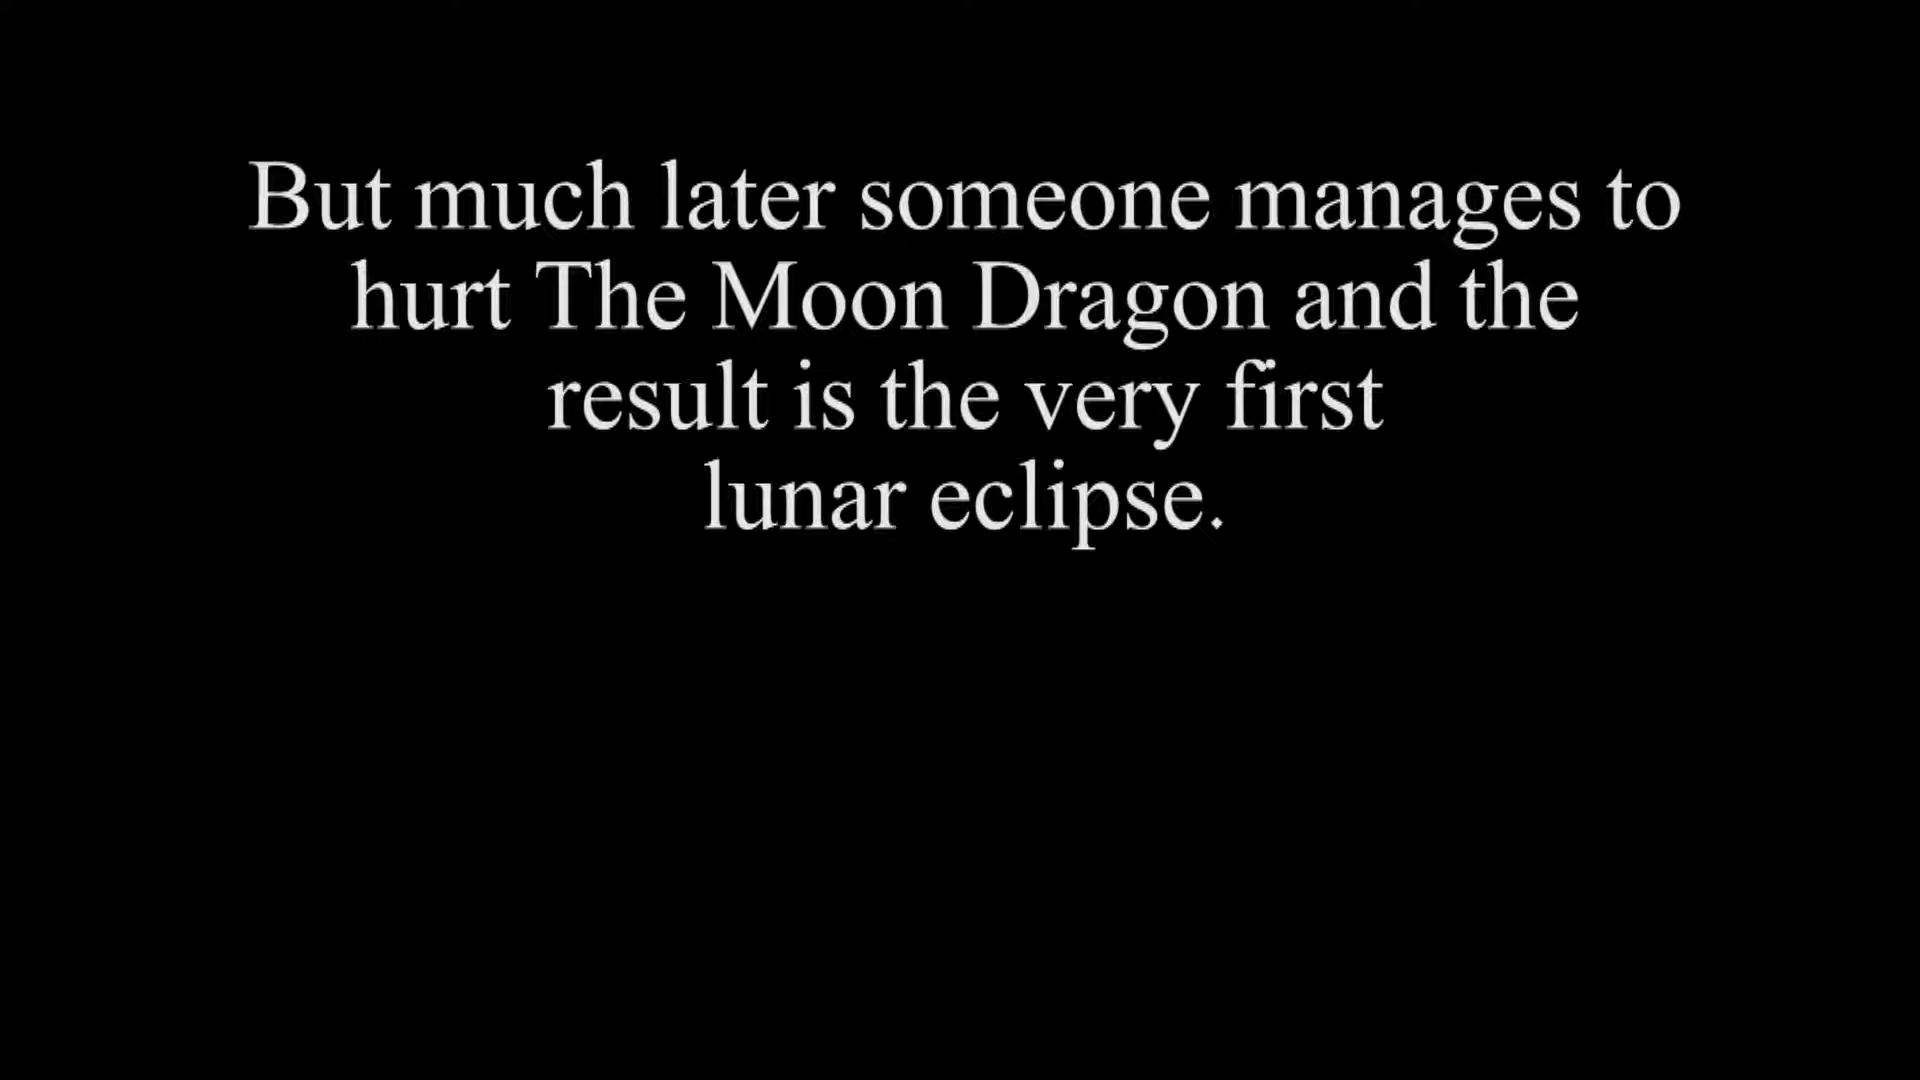 But much later someone manages to
hurt The Moon Dragon and the
result is the very first
lunar eclipse.